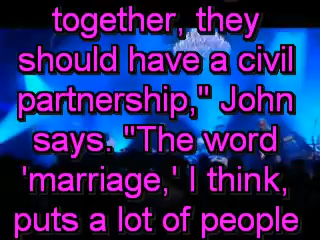 together, they
should have a civil
partnership," John
says. "The word
'marriage,' I think,
puts a lot of people